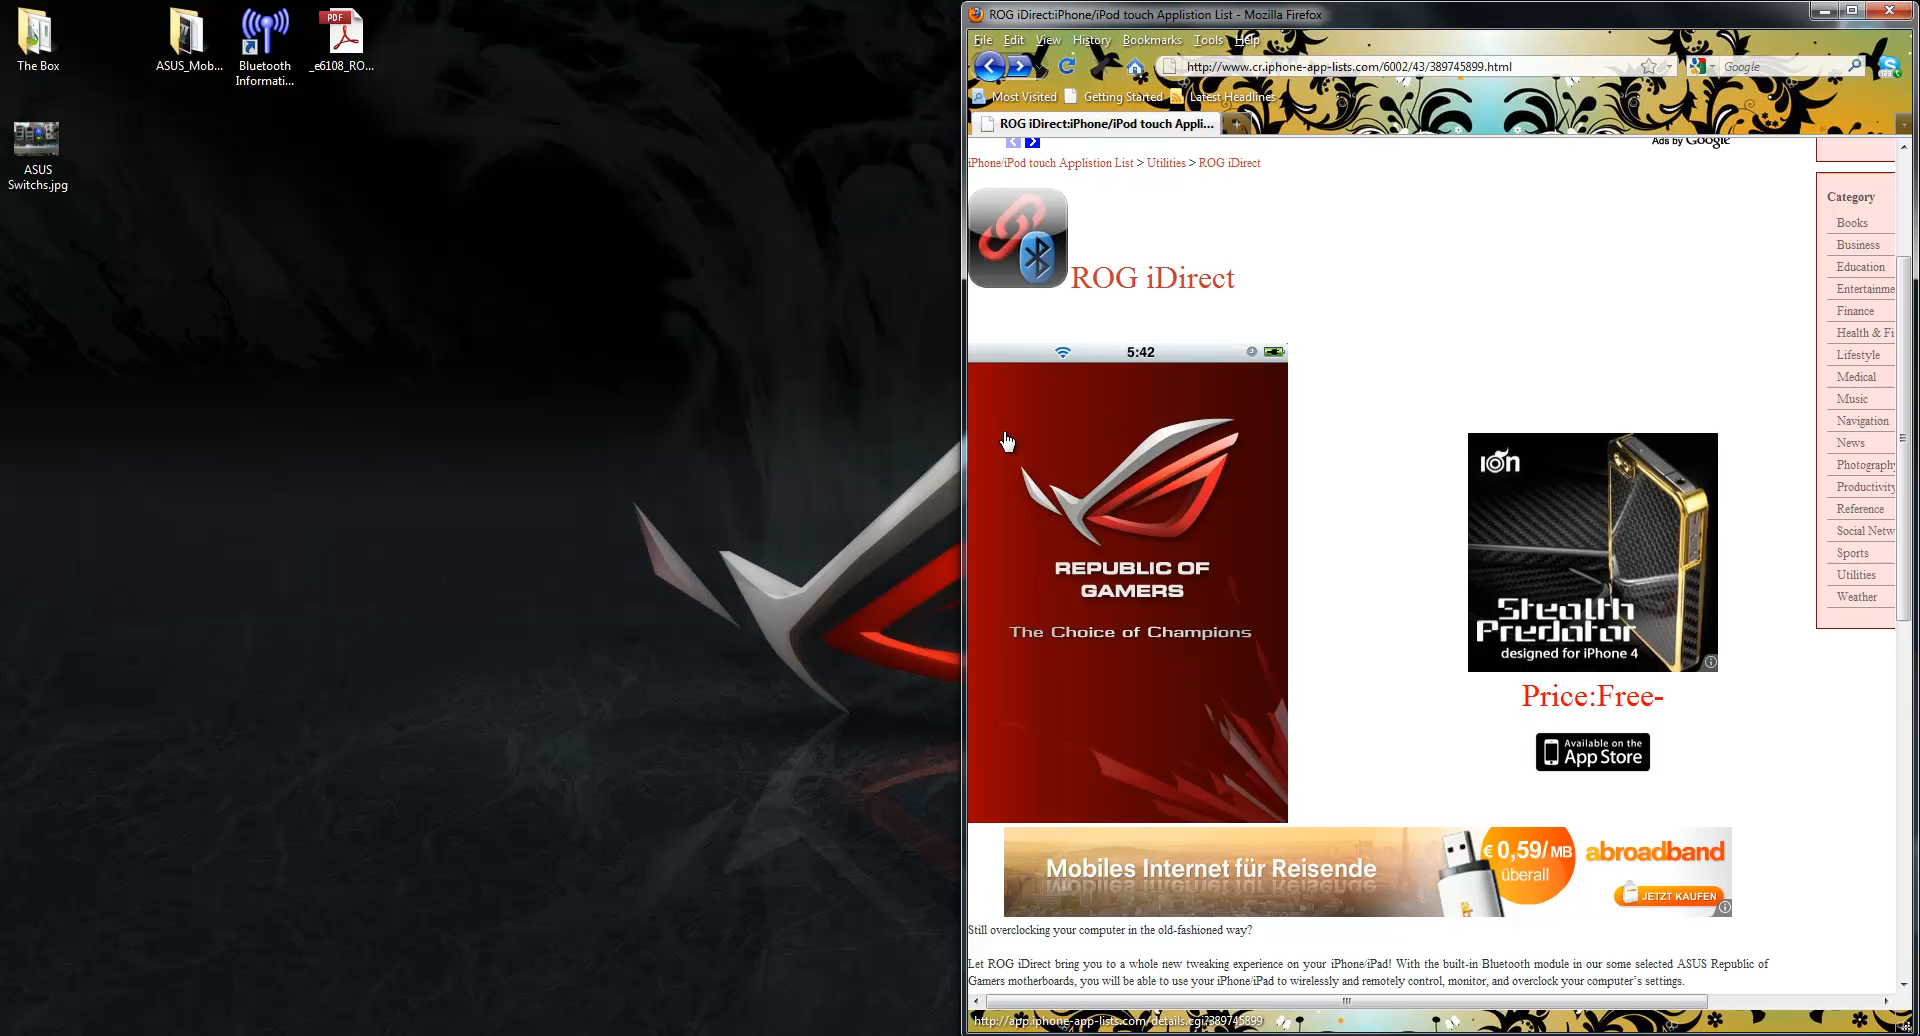 The Box
ASUS_Mob...
Bluetooth
Informati...
PDF
_e6108_RO...
ASUS
Switchs.jpg
ROG iDirect:iPhone/iPod touch Applistion List - Mozilla Firefox
File Edit View History Bookmarks Tools Help
http://www.cr.iphone-app-lists.com/6002/43/389745899.html
Google
Most Visited Getting Started Latest Headlines
ROG iDirect:iPhone/iPod touch Appli...
Ads by Google
iPhone/iPod touch Applistion List > Utilities > ROG iDirect
ROG iDirect
5:42
REPUBLIC OF
GAMERS
The Choice of Champions
iOn
Stealth
Predator
designed for iPhone 4
Price:Free-
Available on the
App Store
Category
Books
Business
Education
Entertainme
Finance
Health & Fi
Lifestyle
Medical
Music
Navigation
News
Photography
Productivity
Reference
Social Netw
Sports
Utilities
Weather
Mobiles Internet für Reisende
€ 0,59/MB
überall
abroadband
JETZT KAUFEN
Still overclocking your computer in the old-fashioned way?
Let ROG iDirect bring you to a whole new tweaking experience on your iPhone/iPad! With the built-in Bluetooth module in our some selected ASUS Republic of
Gamers motherboards, you will be able to use your iPhone/iPad to wirelessly and remotely control, monitor, and overclock your computer's settings.
http://app.iphone-app-lists.com/details.cgi?389745899